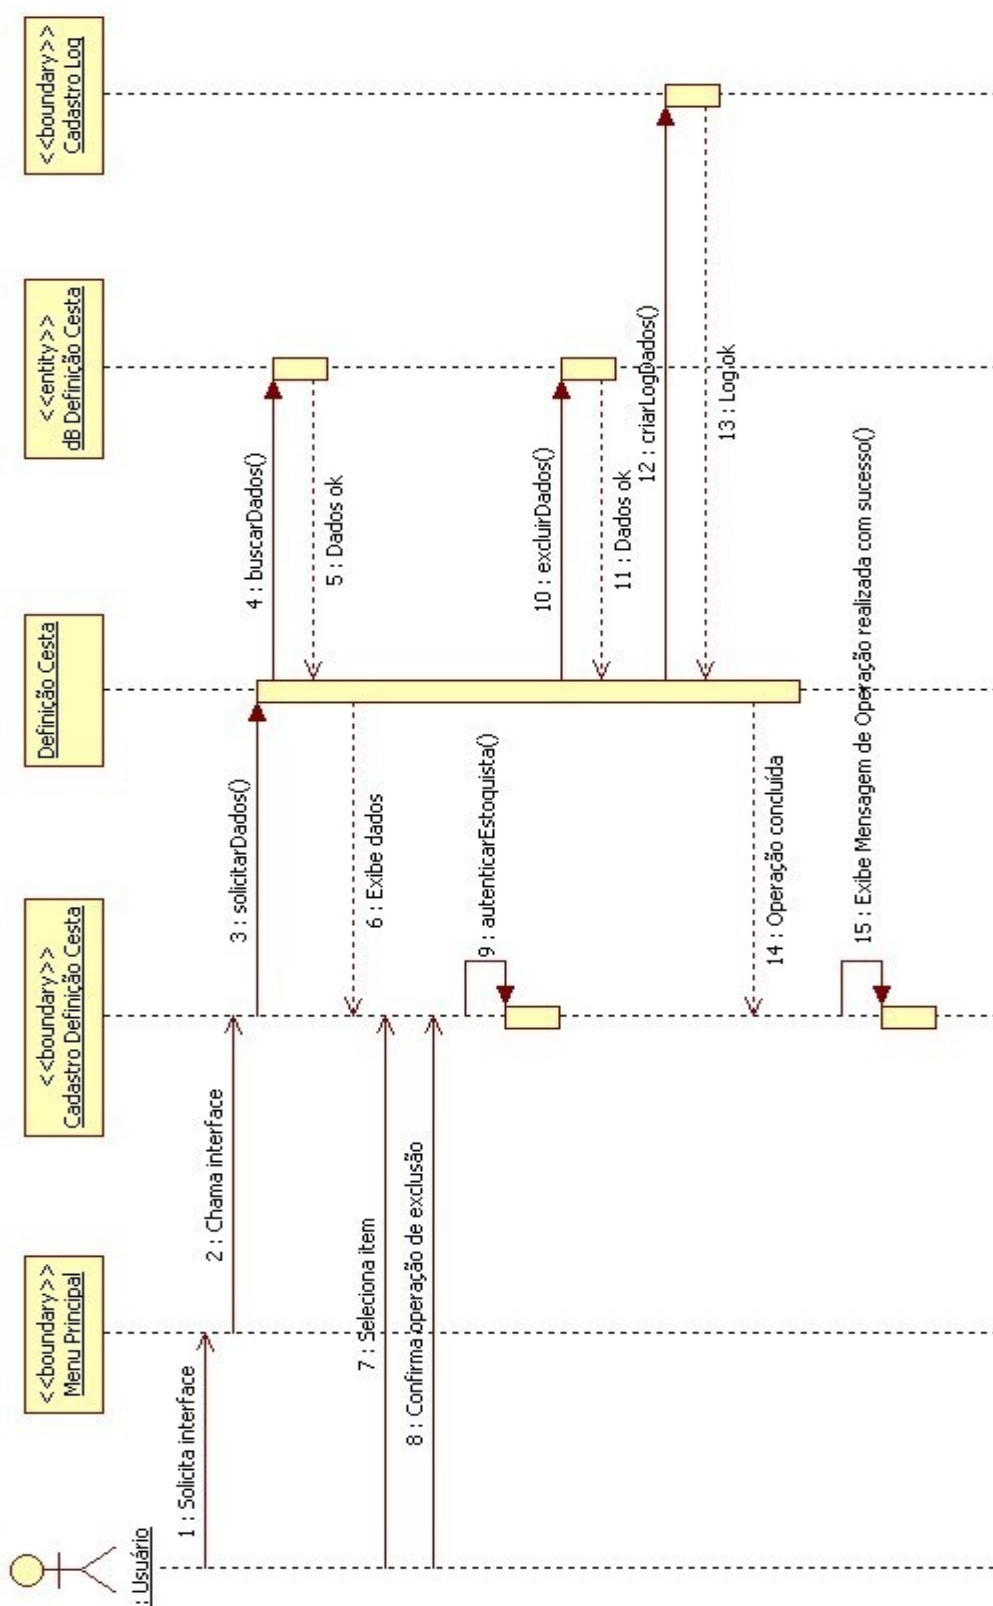 : Usuário
<<boundary>>
Menu Principal
<<boundary>>
Cadastro Definição Cesta
Definição Cesta
<<entity>>
dB Definição Cesta
<<boundary>>
Cadastro Log
1 : Solicita interface
2 : Chama interface
3 : solicitarDados()
4 : buscarDados()
5 : Dados ok
6 : Exibe dados
7 : Seleciona item
8 : Confirma operação de exclusão
9 : autenticarEstoquista()
10 : excluirDados()
11 : Dados ok
12 : criarLogDados()
13 : Log ok
14 : Operação concluída
15 : Exibe Mensagem de Operação realizada com sucesso()